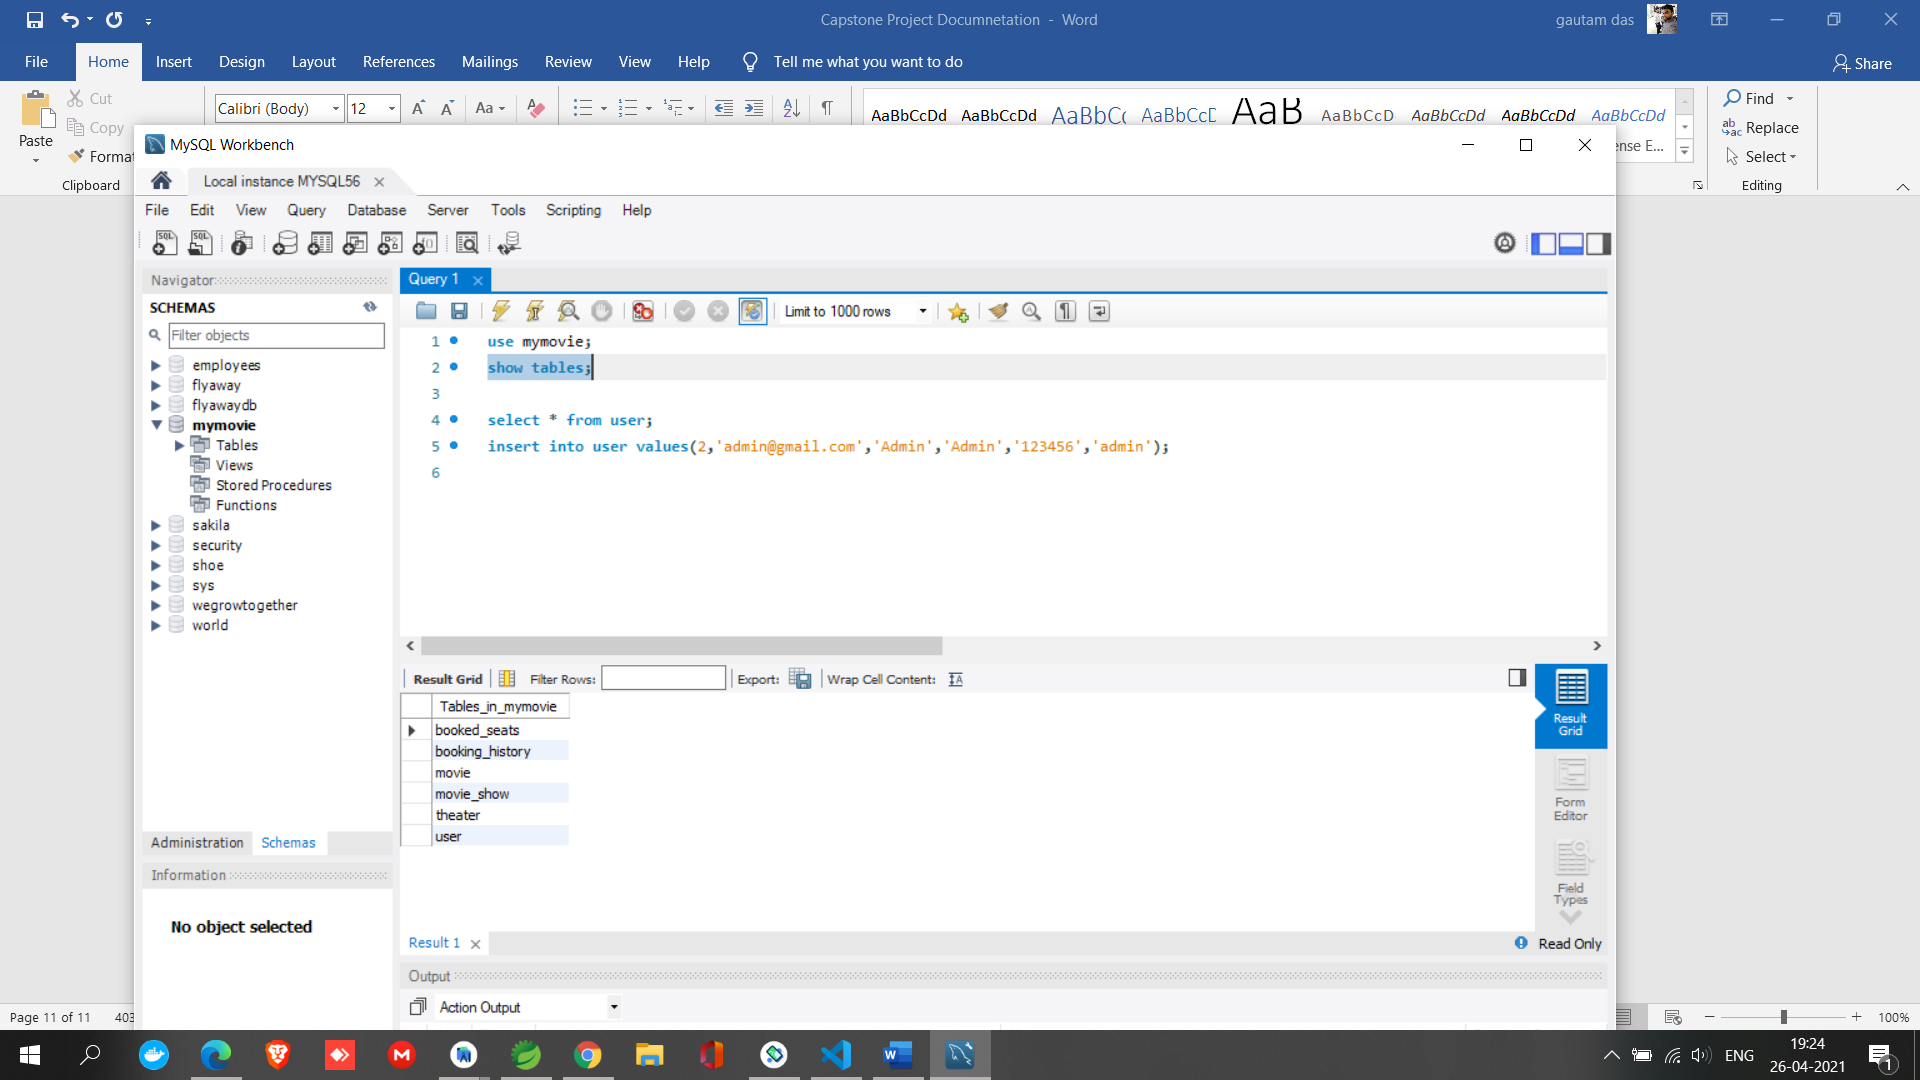 Capstone Project Documnetation - Word
gautam das
File Home Insert Design Layout References Mailings Review View Help Tell me what you want to do Share
Cut
Copy
Paste
Clipboard
Calibri (Body) 12
Aa
AaBbCcDd AaBbCcDd AaBbC AaBbCcD AaB AaBbCcD AaBbCcDd AaBbCcDd AaBbCcDd
ense E...
Find
Replace
Select
Editing
MySQL Workbench
Local instance MYSQL56
File Edit View Query Database Server Tools Scripting Help
Navigator
SCHEMAS
Filter objects
employees
flyaway
flyawaydb
mymovie
Tables
Views
Stored Procedures
Functions
sakila
security
shoe
sys
wegrowtogether
world
Administration Schemas
Information
No object selected
Query 1
Limit to 1000 rows
1 use mymovie;
2 show tables;
3
4 select * from user;
5 insert into user values(2,'admin@gmail.com','Admin','Admin','123456','admin');
6
Result Grid Filter Rows: Export: Wrap Cell Content:
Tables_in_mymovie
booked_seats
booking_history
movie
movie_show
theater
user
Result Grid
Form Editor
Field Types
Result 1
Read Only
Output
Action Output
Page 11 of 11 403
100%
ENG
19:24
26-04-2021
1